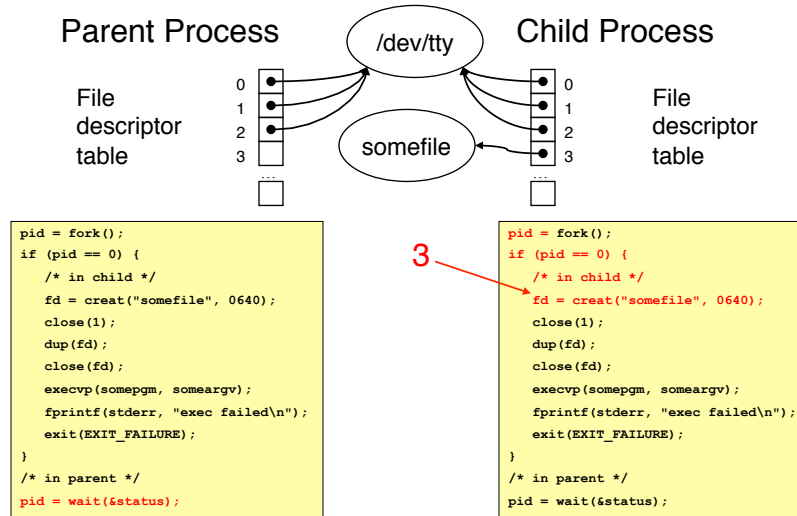 Parent Process
/dev/tty
Child Process
File
descriptor
table
0
1
2
3
...
somefile
0
1
2
3
...
File
descriptor
table
pid = fork();
if (pid == 0) {
/* in child */
fd = creat("somefile", 0640);
close(1);
dup(fd);
close(fd);
execvp(somepgm, someargv);
fprintf(stderr, "exec failed\n");
exit(EXIT_FAILURE);
}
/* in parent */
pid = wait(&status);
3
pid = fork();
if (pid == 0) {
/* in child */
fd = creat("somefile", 0640);
close(1);
dup(fd);
close(fd);
execvp(somepgm, someargv);
fprintf(stderr, "exec failed\n");
exit(EXIT_FAILURE);
}
/* in parent */
pid = wait(&status);